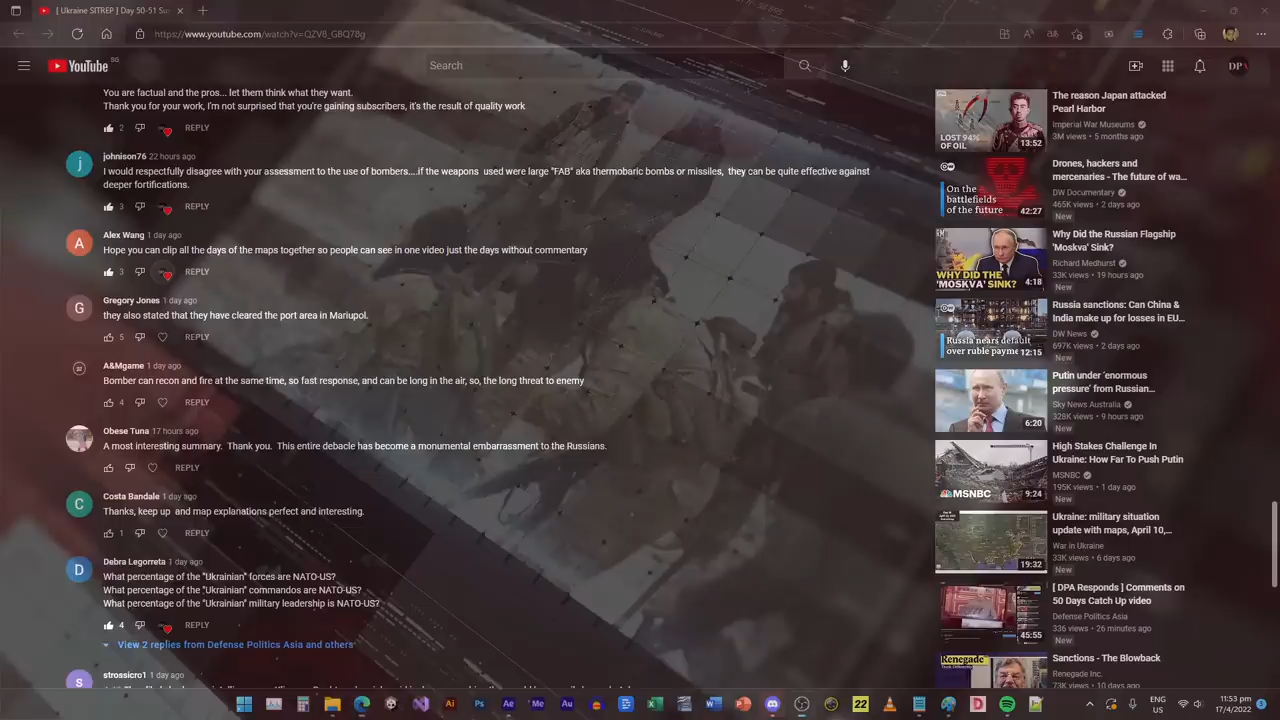 [ Ukraine SITREP ] Day 50-51 Su
https://www.youtube.com/watch?v=QZV8_GBQ78g
YouTube SG
Search
DPA
You are factual and the pros... let them think what they want.
Thank you for your work, I'm not surprised that you're gaining subscribers, it's the result of quality work
2 REPLY
johnison76 22 hours ago
I would respectfully disagree with your assessment to the use of bombers....if the weapons used were large "FAB" aka thermobaric bombs or missiles, they can be quite effective against
deeper fortifications.
3 REPLY
Alex Wang 1 day ago
Hope you can clip all the days of the maps together so people can see in one video just the days without commentary
3 REPLY
Gregory Jones 1 day ago
they also stated that they have cleared the port area in Mariupol.
5 REPLY
A&Mgame 1 day ago
Bomber can recon and fire at the same time, so fast response, and can be long in the air, so, the long threat to enemy
4 REPLY
Obese Tuna 17 hours ago
A most interesting summary. Thank you. This entire debacle has become a monumental embarrassment to the Russians.
REPLY
Costa Bandale 1 day ago
Thanks, keep up and map explanations perfect and interesting.
1 REPLY
Debra Legorreta 1 day ago
What percentage of the "Ukrainian" forces are NATO-US?
What percentage of the "Ukrainian" commandos are NATO-US?
What percentage of the "Ukrainian" military leadership is NATO-US?
4 REPLY
View 2 replies from Defense Politics Asia and others
strossicro1 1 day ago
LOST 94%
OF OIL
13:52
The reason Japan attacked
Pearl Harbor
Imperial War Museums
3M views • 5 months ago
On the
battlefields
of the future
42:27
Drones, hackers and
mercenaries - The future of wa...
DW Documentary
465K views • 2 days ago
New
WHY DID THE
'MOSKVA' SINK?
4:18
Why Did the Russian Flagship
'Moskva' Sink?
Richard Medhurst
33K views • 19 hours ago
New
Russia nears default
over ruble payme
12:15
Russia sanctions: Can China &
India make up for losses in EU...
DW News
697K views • 2 days ago
New
6:20
Putin under 'enormous
pressure' from Russian...
Sky News Australia
328K views • 9 hours ago
New
MSNBC
9:24
High Stakes Challenge In
Ukraine: How Far To Push Putin
MSNBC
195K views • 1 day ago
New
19:32
Ukraine: military situation
update with maps, April 10,...
War in Ukraine
33K views • 6 days ago
New
45:55
[ DPA Responds ] Comments on
50 Days Catch Up video
Defense Politics Asia
336 views • 26 minutes ago
New
Renegade
Sanctions - The Blowback
Renegade Inc.
73K views • 10 days ago
Ai Ps Ae Me Au 22 D
ENG
US
11:53 pm
17/4/2022